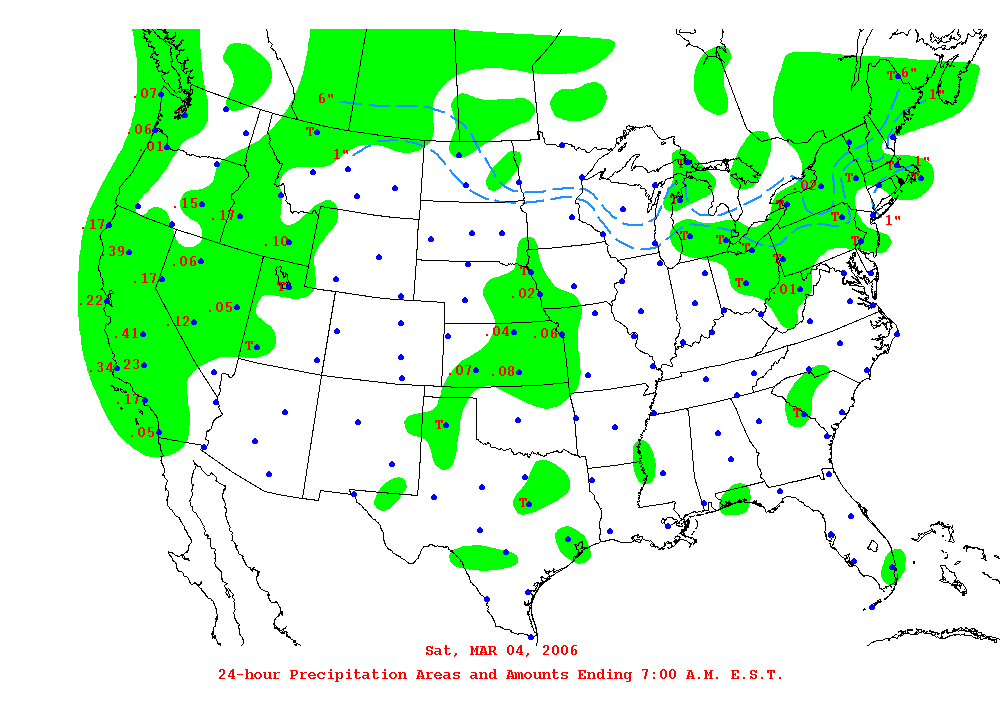 6"
T
6"
.07
1"
.06
T
.01
1"
T
1"
T
.02
.15
T
T
.17
.17
T
1"
T
T
T
.10
.39
T
T
.06
T
.17
T
T
.01
.02
.22
.05
.12
.41
.04
.06
T
.34
.23
.07
.08
.17
T
T
.05
T
Sat, MAR 04, 2006
24-hour Precipitation Areas and Amounts Ending 7:00 A.M. E.S.T.